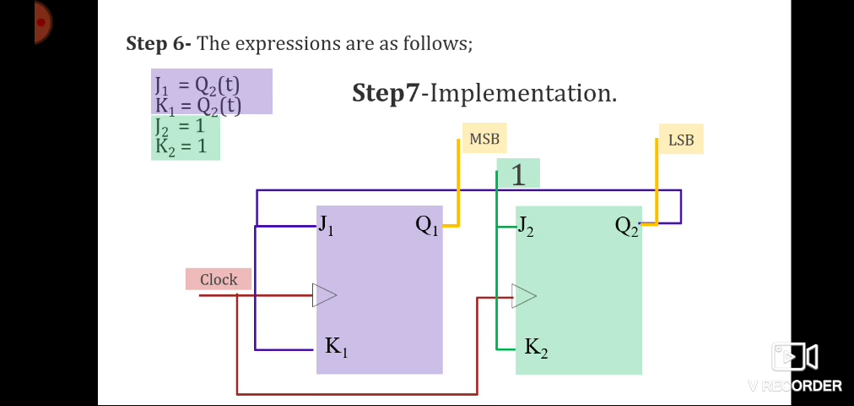 Step 6- The expressions are as follows;
J₁ = Q₂(t)
K₁ = Q₂(t)
J₂ = 1
K₂ = 1
Step7-Implementation.
MSB
LSB
1
J₁
Q₁
J₂
Q₂
Clock
K₁
K₂
V RECORDER